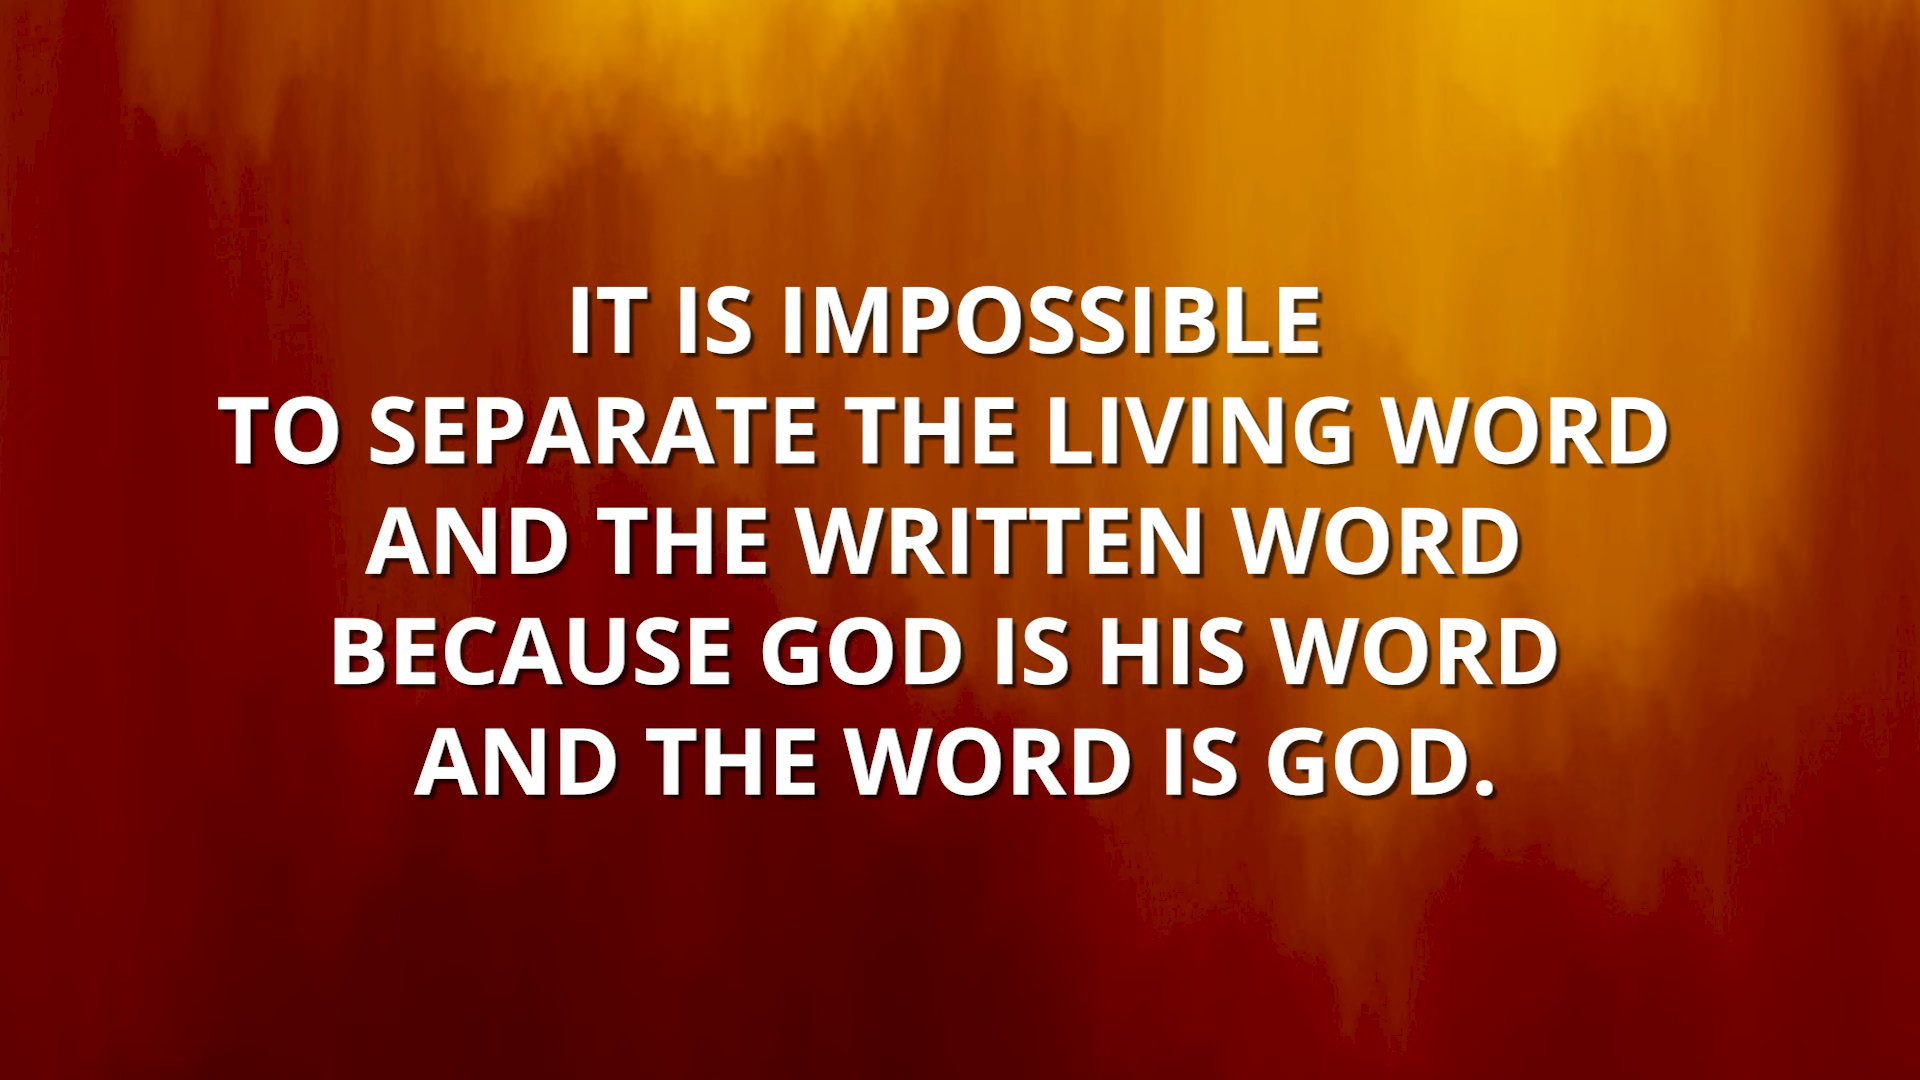 IT IS IMPOSSIBLE
TO SEPARATE THE LIVING WORD
AND THE WRITTEN WORD
BECAUSE GOD IS HIS WORD
AND THE WORD IS GOD.